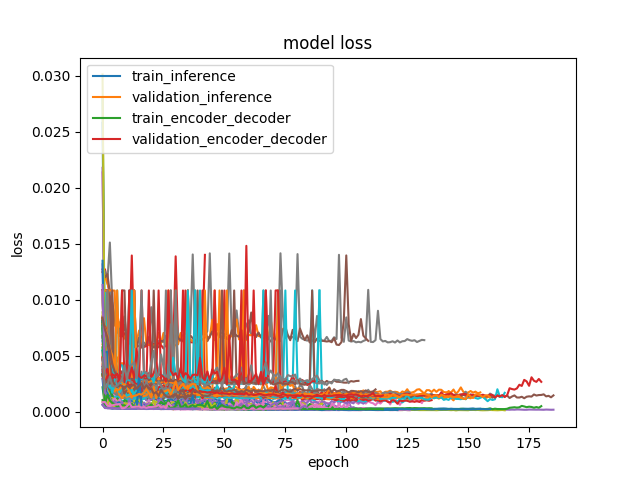 model loss
train_inference
validation_inference
train_encoder_decoder
validation_encoder_decoder
0.030
0.025
0.020
0.015
0.010
0.005
0.000
loss
0 25 50 75 100 125 150 175
epoch